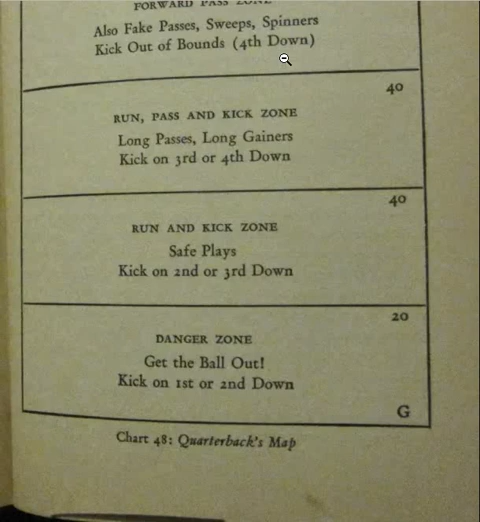 FORWARD PASS ZONE
Also Fake Passes, Sweeps, Spinners
Kick Out of Bounds (4th Down)
40
RUN, PASS AND KICK ZONE
Long Passes, Long Gainers
Kick on 3rd or 4th Down
40
RUN AND KICK ZONE
Safe Plays
Kick on 2nd or 3rd Down
20
DANGER ZONE
Get the Ball Out!
Kick on 1st or 2nd Down
G
Chart 48: Quarterback's Map